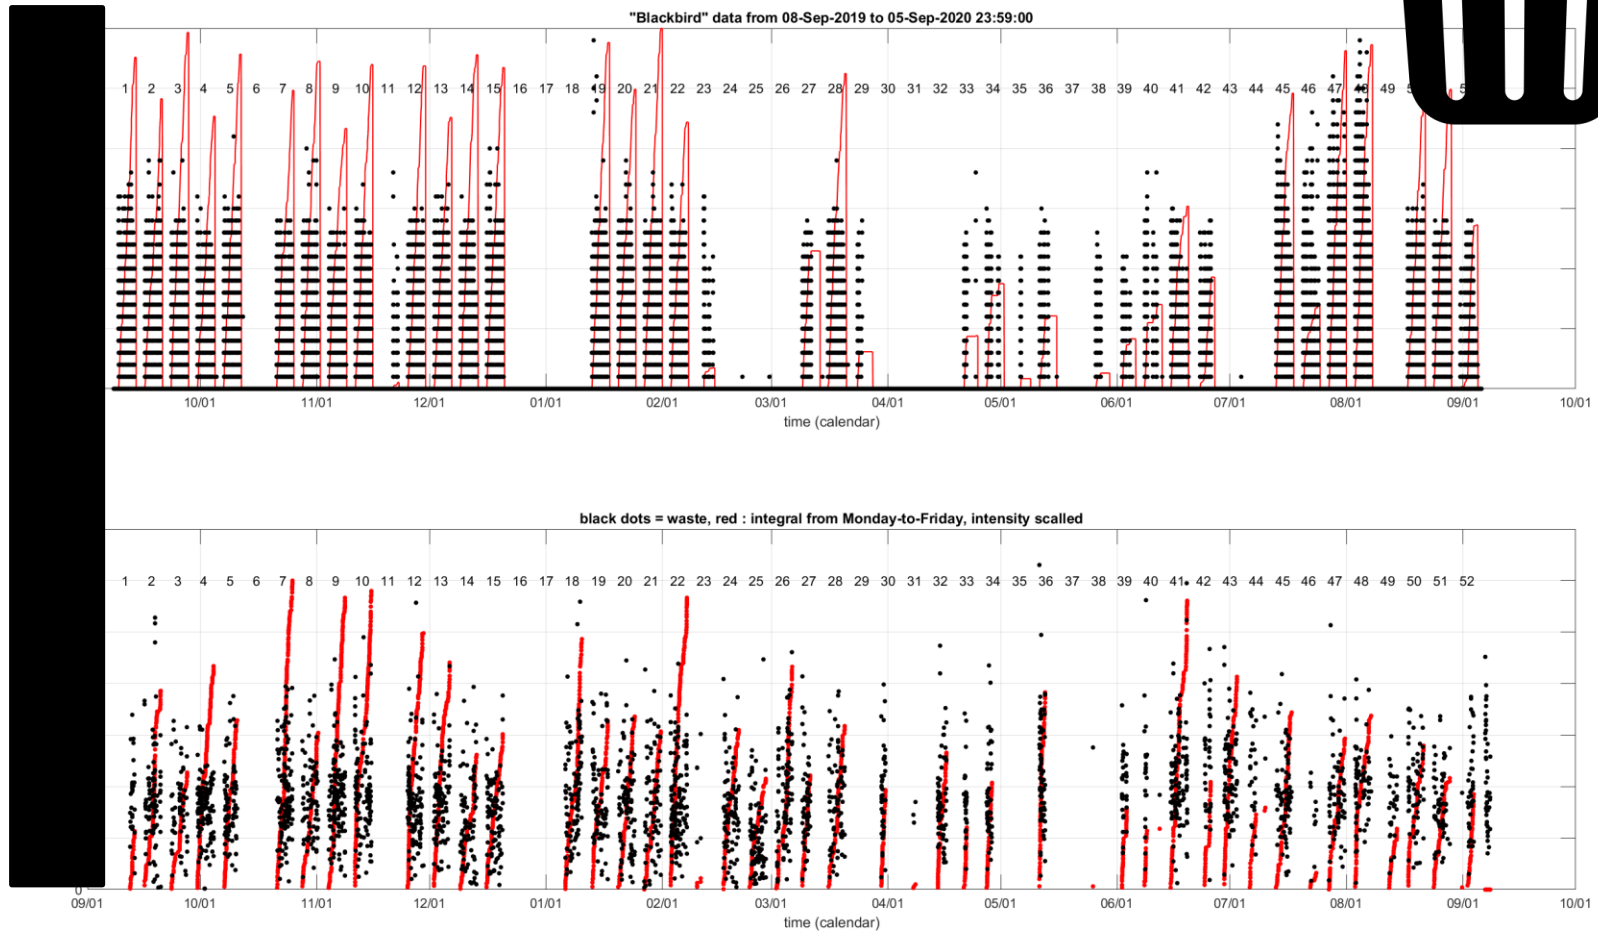 "Blackbird" data from 08-Sep-2019 to 05-Sep-2020 23:59:00
1 2 3 4 5 6 7 8 9 10 11 12 13 14 15 16 17 18 19 20 21 22 23 24 25 26 27 28 29 30 31 32 33 34 35 36 37 38 39 40 41 42 43 44 45 46 47 48 49
10/01 11/01 12/01 01/01 02/01 03/01 04/01 05/01 06/01 07/01 08/01 09/01 10/01
time (calendar)
black dots = waste, red : integral from Monday-to-Friday, intensity scalled
1 2 3 4 5 6 7 8 9 10 11 12 13 14 15 16 17 18 19 20 21 22 23 24 25 26 27 28 29 30 31 32 33 34 35 36 37 38 39 40 41 42 43 44 45 46 47 48 49 50 51 52
0
09/01 10/01 11/01 12/01 01/01 02/01 03/01 04/01 05/01 06/01 07/01 08/01 09/01 10/01
time (calendar)